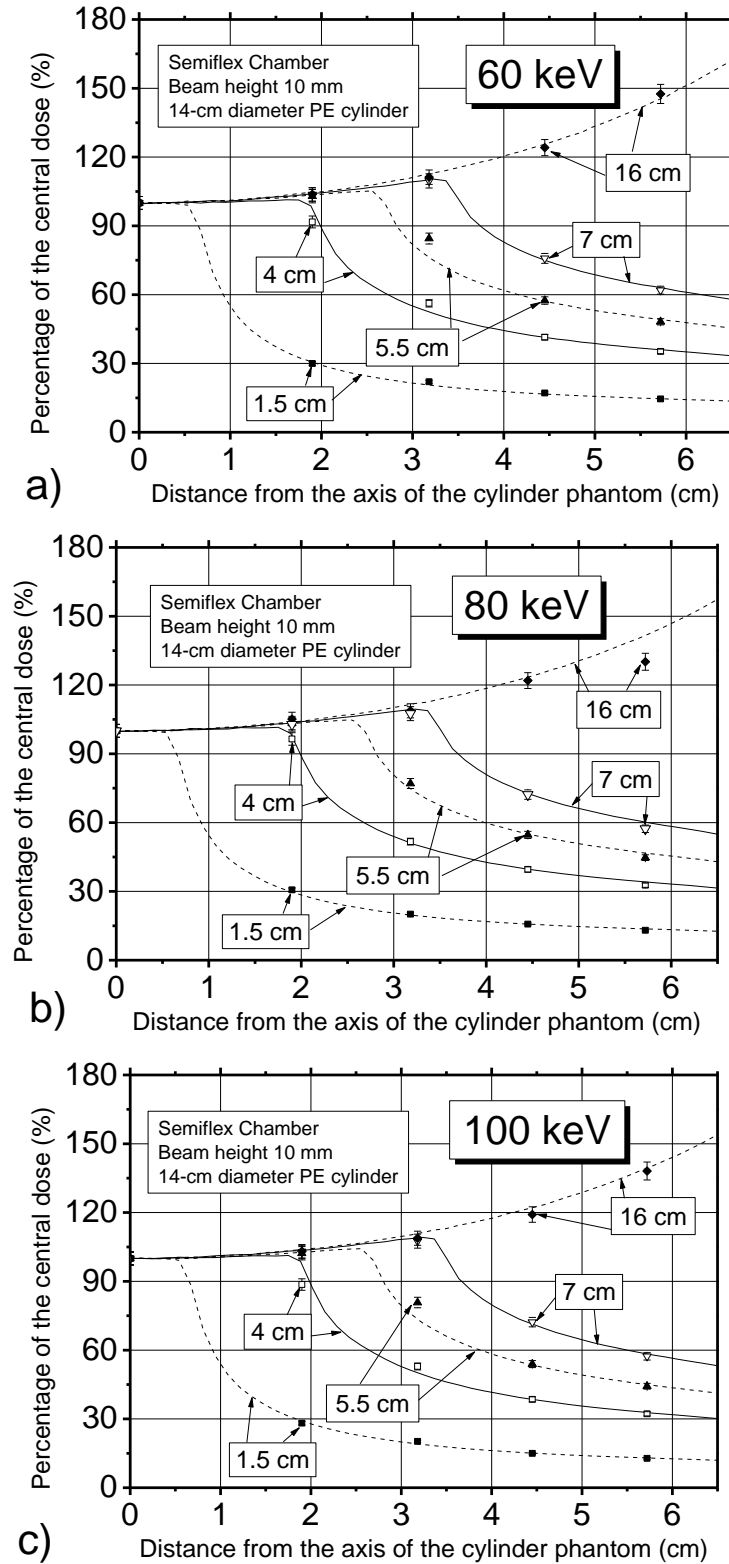 180
150
120
90
60
30
0
Percentage of the central dose (%)
Semiflex Chamber
Beam height 10 mm
14-cm diameter PE cylinder
60 keV
16 cm
7 cm
4 cm
5.5 cm
1.5 cm
0 1 2 3 4 5 6
Distance from the axis of the cylinder phantom (cm)
a)
180
150
120
90
60
30
0
Percentage of the central dose (%)
Semiflex Chamber
Beam height 10 mm
14-cm diameter PE cylinder
80 keV
16 cm
7 cm
4 cm
5.5 cm
1.5 cm
0 1 2 3 4 5 6
Distance from the axis of the cylinder phantom (cm)
b)
180
150
120
90
60
30
0
Percentage of the central dose (%)
Semiflex Chamber
Beam height 10 mm
14-cm diameter PE cylinder
100 keV
16 cm
7 cm
4 cm
5.5 cm
1.5 cm
0 1 2 3 4 5 6
Distance from the axis of the cylinder phantom (cm)
c)